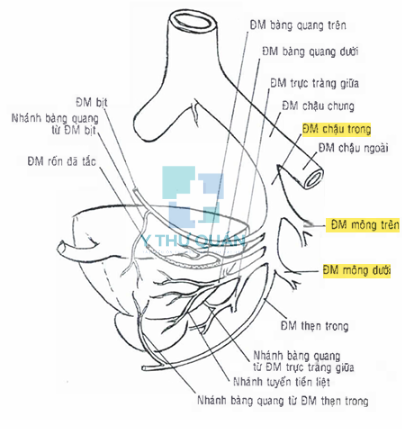 ĐM bàng quang trên
ĐM bàng quang dưới
ĐM trực tràng giữa
ĐM chậu chung
ĐM chậu trong
ĐM chậu ngoài
ĐM bịt
Nhánh bàng quang
từ ĐM bịt
ĐM rốn đã tắc
Y THƯ QUÁN
ĐM mông trên
ĐM mông dưới
ĐM thẹn trong
Nhánh bàng quang
từ ĐM trực tràng giữa
Nhánh tuyến tiền liệt
Nhánh bàng quang từ ĐM thẹn trong